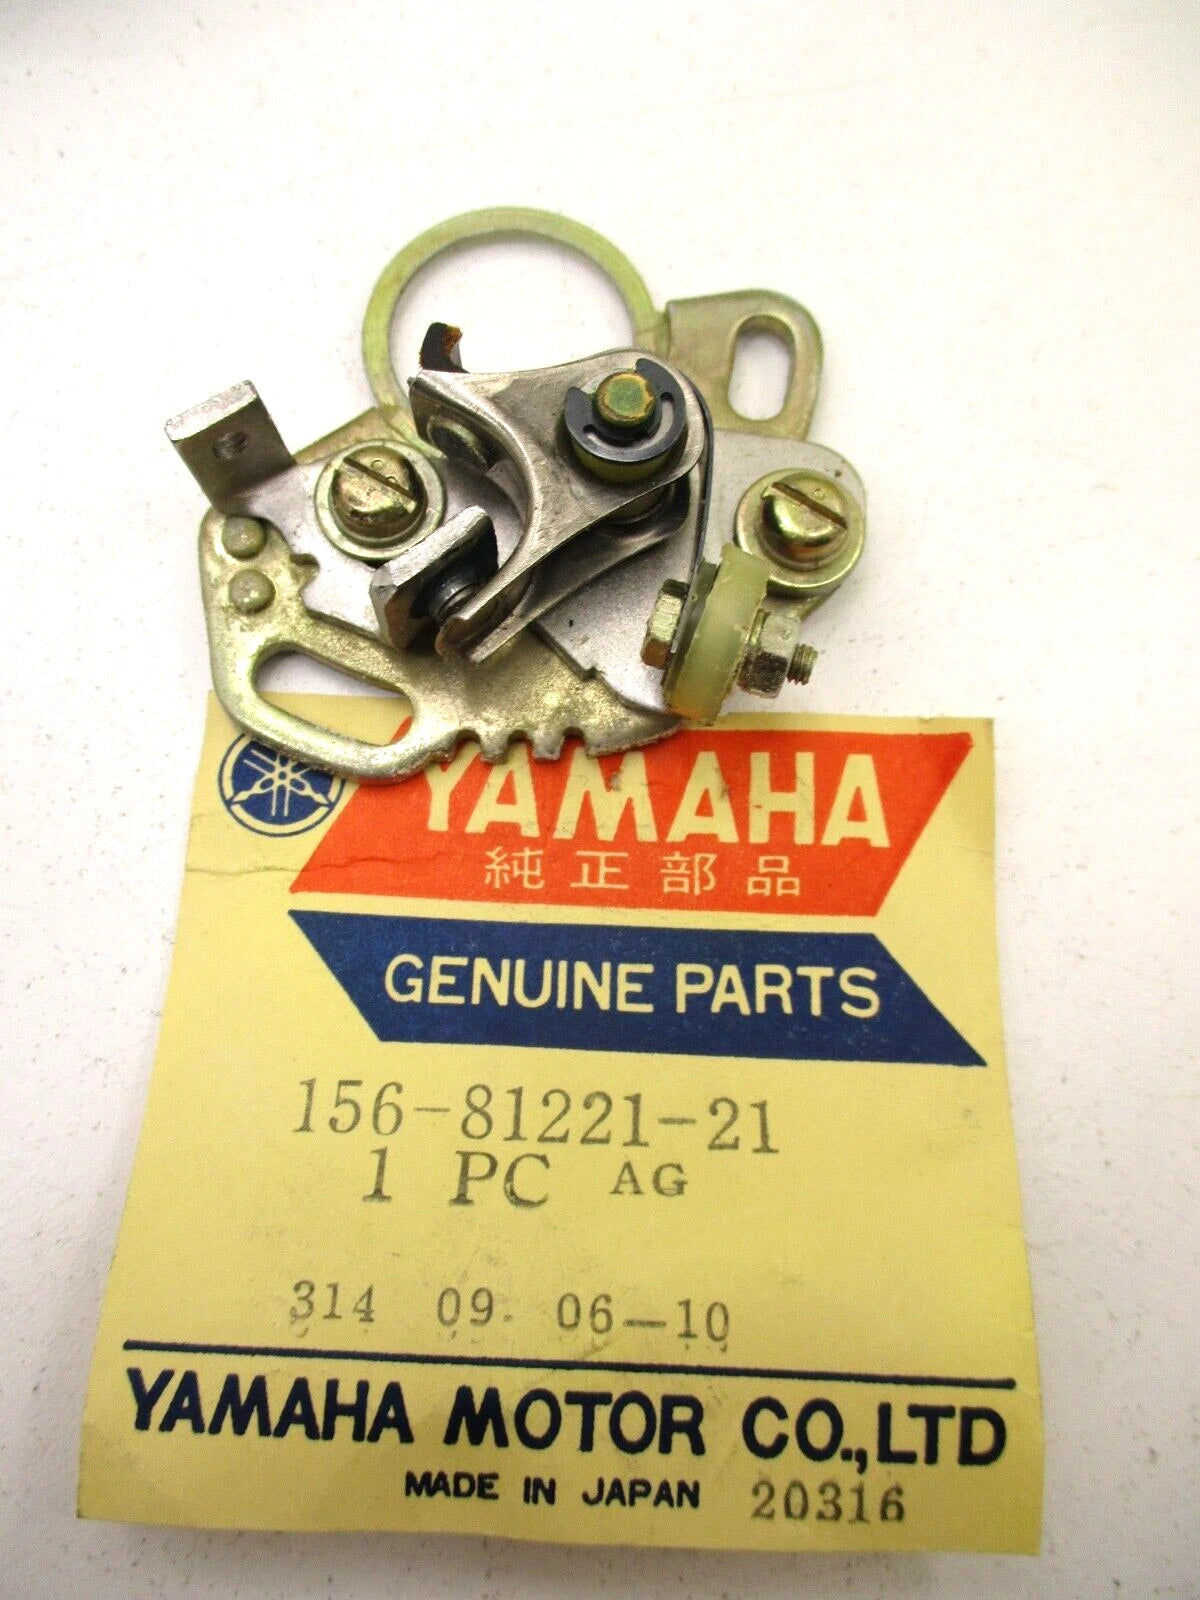 YAMAHA
純正部品
GENUINE PARTS
156-81221-21
1 PC AG
314 09. 06-10
YAMAHA MOTOR CO., LTD
MADE IN JAPAN 20316